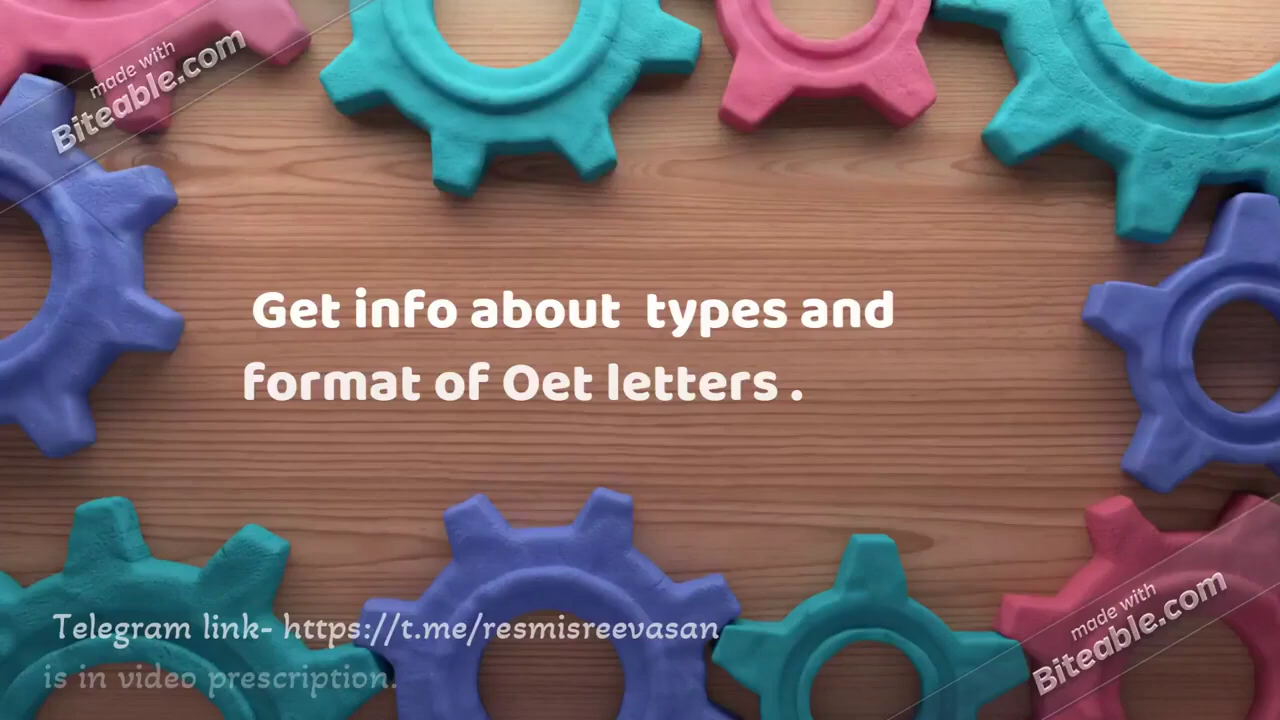 made with
Biteable.com
Get info about types and
format of Oet letters .
Telegram link- https://t.me/resmisreevasan
is in video prescription.
made with
Biteable.com